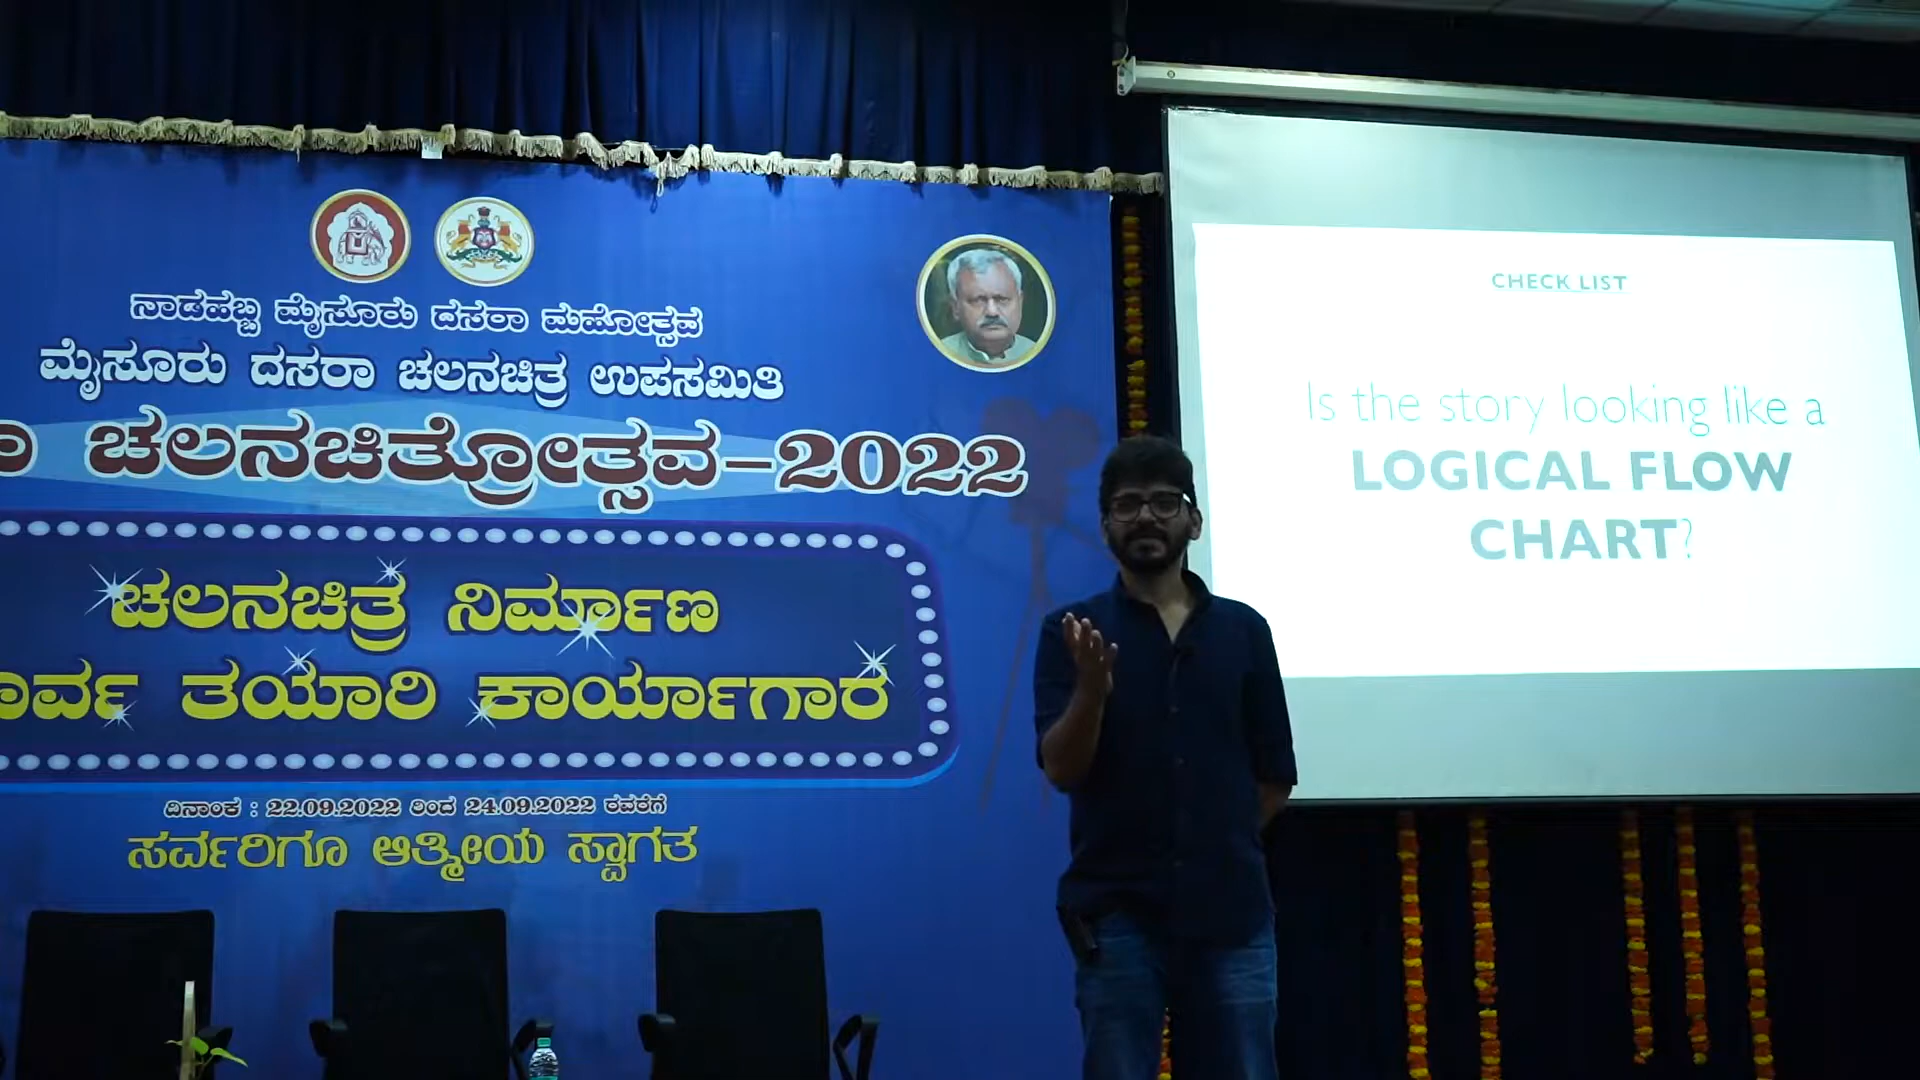 ನಾಡಹಬ್ಬ ಮೈಸೂರು ದಸರಾ ಮಹೋತ್ಸವ
ಮೈಸೂರು ದಸರಾ ಚಲನಚಿತ್ರ ಉಪಸಮಿತಿ
ಚಲನಚಿತ್ರೋತ್ಸವ-2022
ಚಲನಚಿತ್ರ ನಿರ್ಮಾಣ
ತಯಾರಿ ಕಾರ್ಯಾಗಾರ
ದಿನಾಂಕ : 22.09.2022 ರಿಂದ 24.09.2022 ರವರೆಗೆ
ಸರ್ವರಿಗೂ ಆತ್ಮೀಯ ಸ್ವಾಗತ
CHECK LIST
Is the story looking like a
LOGICAL FLOW
CHART?